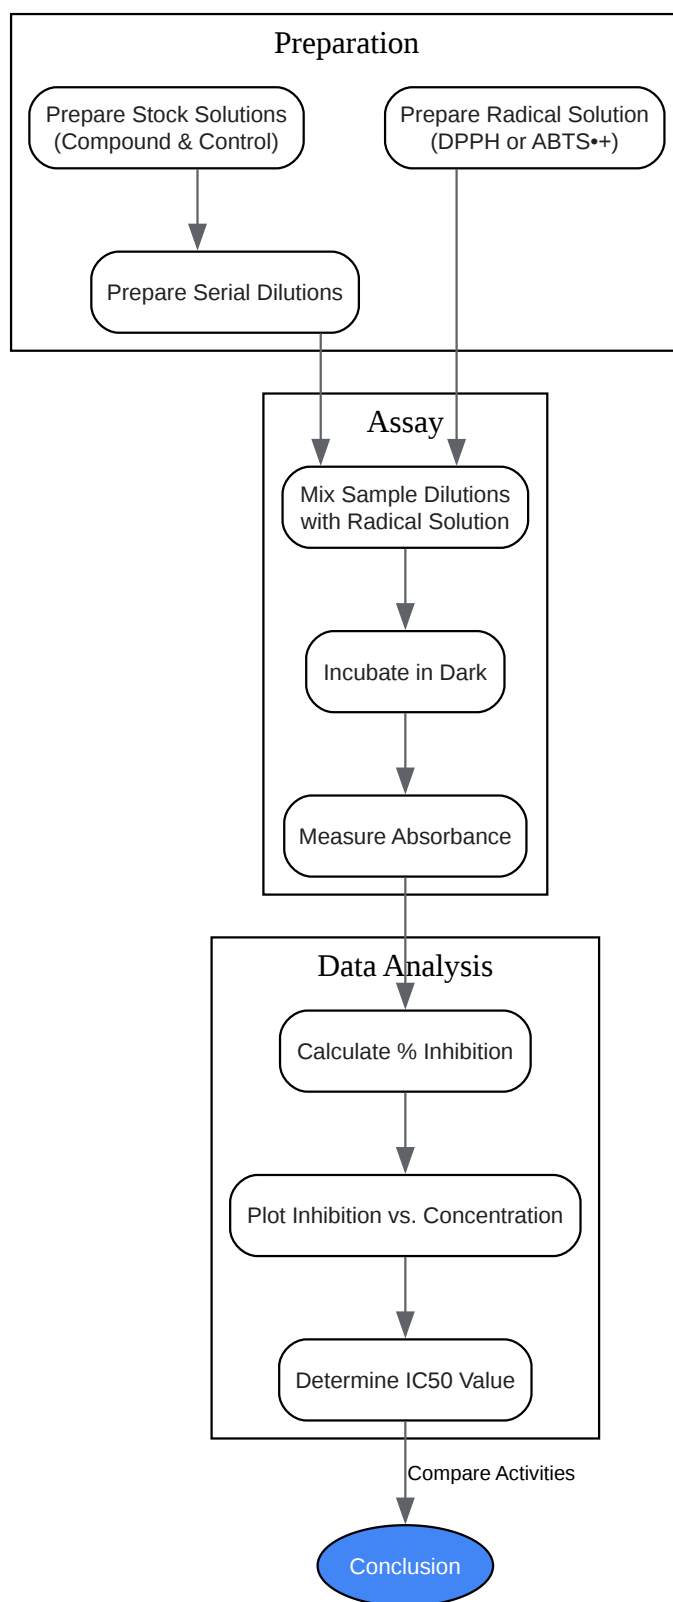 Preparation
Prepare Stock Solutions
(Compound & Control)
Prepare Radical Solution
(DPPH or ABTS•+)
Prepare Serial Dilutions
Assay
Mix Sample Dilutions
with Radical Solution
Incubate in Dark
Measure Absorbance
Data Analysis
Calculate % Inhibition
Plot Inhibition vs. Concentration
Determine IC50 Value
Compare Activities
Conclusion